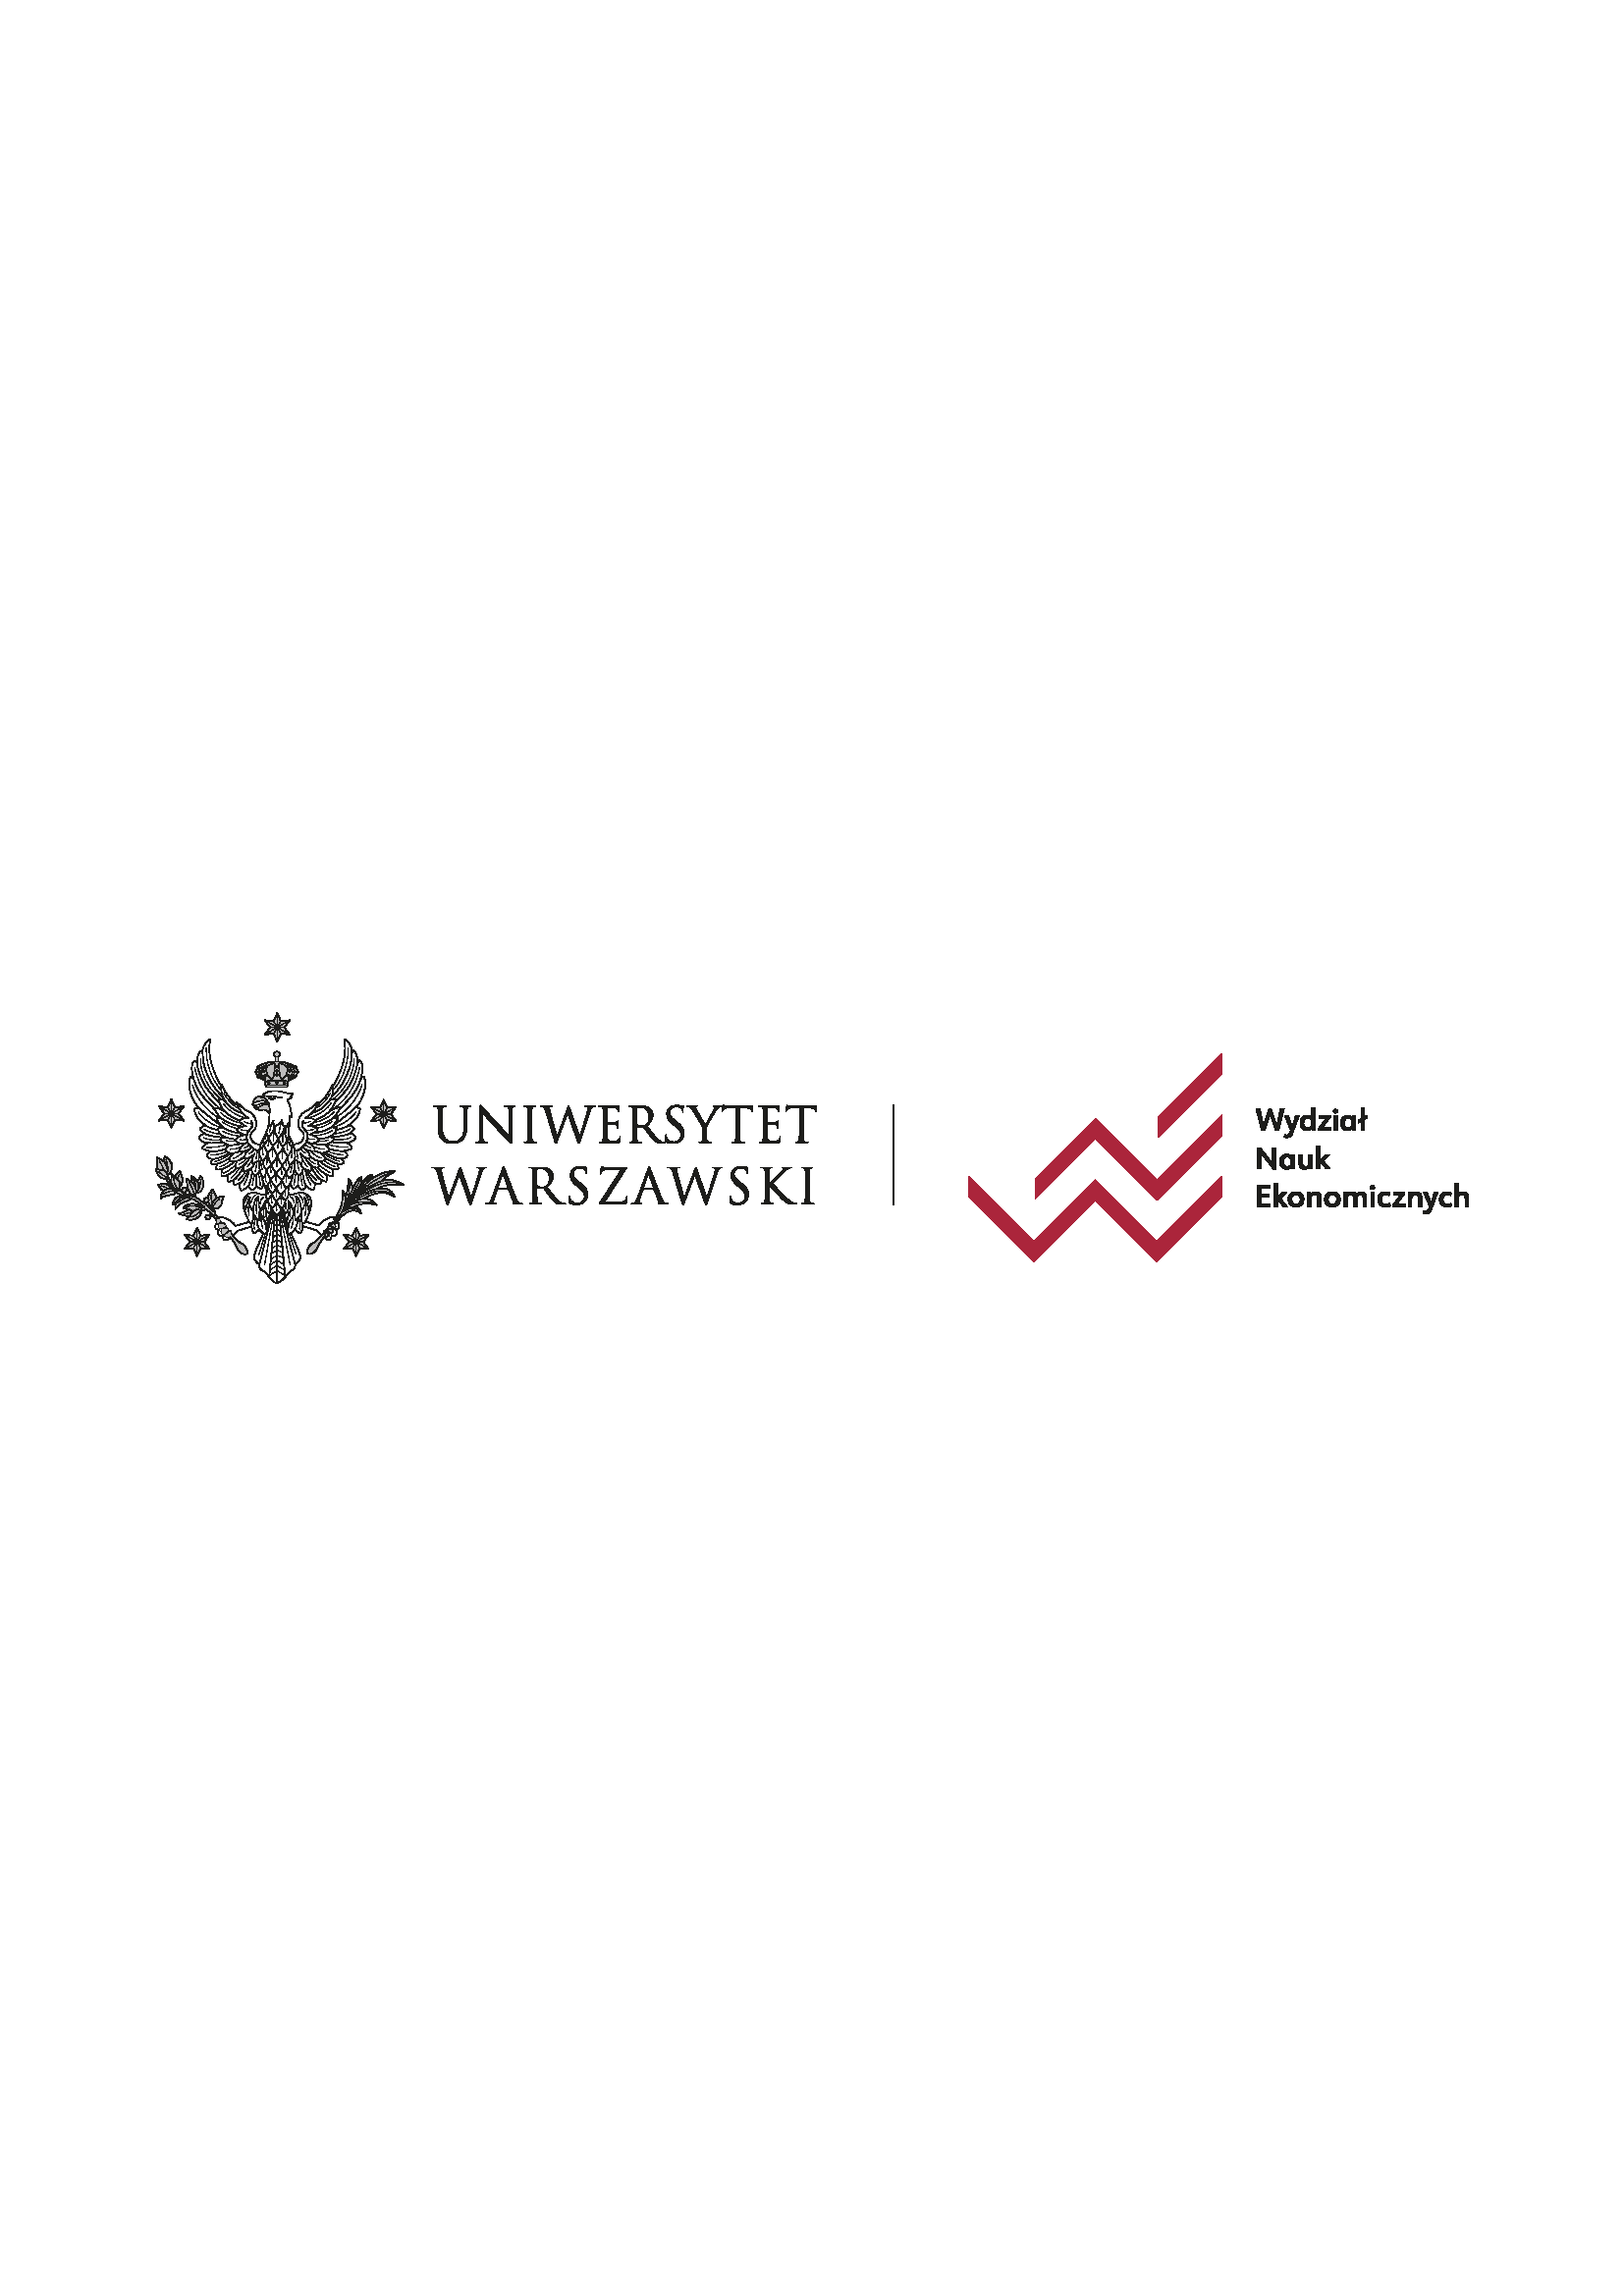 UNIWERSYTET
WARSZAWSKI
Wydział
Nauk
Ekonomicznych